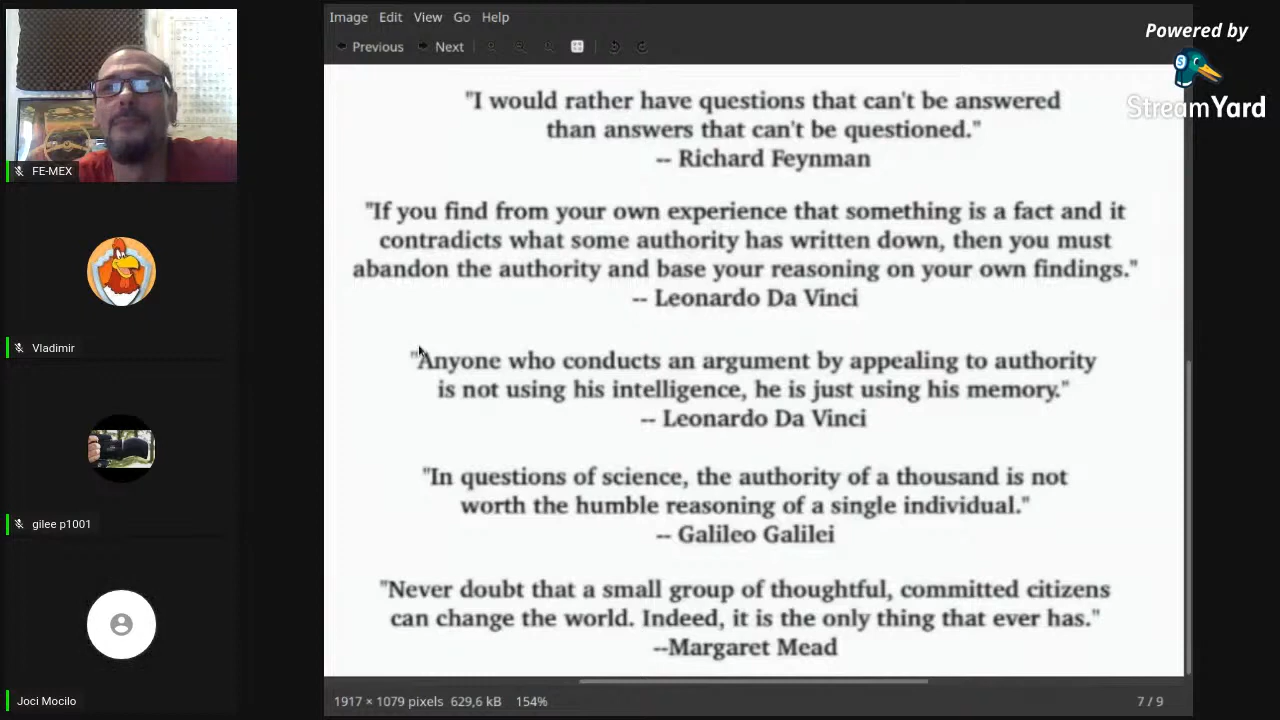 Image Edit View Go Help
Previous Next
Powered by
StreamYard
"I would rather have questions that can't be answered
than answers that can't be questioned."
-- Richard Feynman
"If you find from your own experience that something is a fact and it
contradicts what some authority has written down, then you must
abandon the authority and base your reasoning on your own findings."
-- Leonardo Da Vinci
"Anyone who conducts an argument by appealing to authority
is not using his intelligence, he is just using his memory."
-- Leonardo Da Vinci
"In questions of science, the authority of a thousand is not
worth the humble reasoning of a single individual."
-- Galileo Galilei
"Never doubt that a small group of thoughtful, committed citizens
can change the world. Indeed, it is the only thing that ever has."
--Margaret Mead
1917 × 1079 pixels 629,6 kB 154% 7 / 9
FE-MEX
Vladimir
gilee p1001
Joci Mocilo